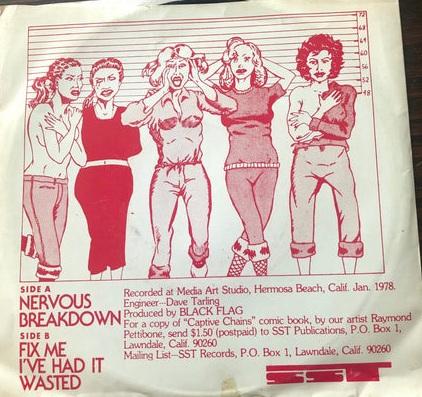 72
68
64
60
56
52
48
SIDE A
NERVOUS
BREAKDOWN
SIDE B
FIX ME
I'VE HAD IT
WASTED
Recorded at Media Art Studio, Hermosa Beach, Calif. Jan. 1978.
Engineer--Dave Tarling
Produced by BLACK FLAG
For a copy of "Captive Chains" comic book, by our artist Raymond
Pettibone, send $1.50 (postpaid) to SST Publications, P.O. Box 1,
Lawndale, Calif. 90260
Mailing List--SST Records, P.O. Box 1, Lawndale, Calif. 90260
SST